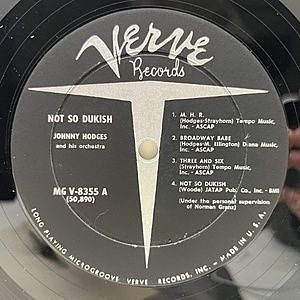 Verve
Records
NOT SO DUKISH
JOHNNY HODGES
and his orchestra
MG V-8355 A
(50,890)
1. M. H. R.
(Hodges-Strayhorn) Tempo Music,
Inc. - ASCAP
2. BROADWAY BABE
(Hodges-M. Ellington) Diane Music,
Inc. - ASCAP
3. THREE AND SIX
(Strayhorn) Tempo Music,
Inc. - ASCAP
4. NOT SO DUKISH
(Woode) JATAP Pub. Co., Inc - BMI
(Under the personal supervision
of Norman Granz)
LONG PLAYING MICROGROOVE VERVE RECORDS, INC. MADE IN U.S.A.